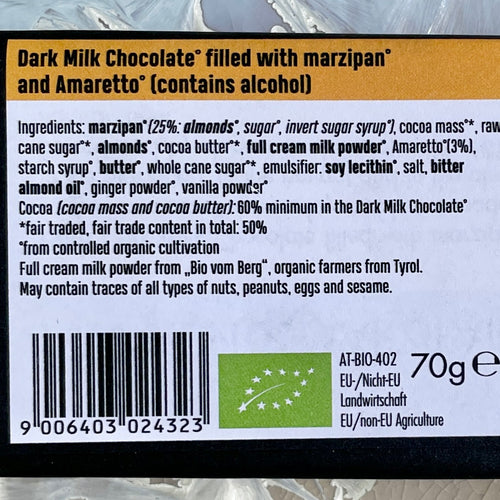 Dark Milk Chocolate° filled with marzipan°
and Amaretto° (contains alcohol)
Ingredients: marzipan° (25%: almonds°, sugar°, invert sugar syrup°), cocoa mass°*, raw
cane sugar°*, almonds°, cocoa butter°*, full cream milk powder°, Amaretto°(3%),
starch syrup°, butter°, whole cane sugar°*, emulsifier: soy lecithin°, salt, bitter
almond oil°, ginger powder°, vanilla powder°
Cocoa (cocoa mass and cocoa butter): 60% minimum in the Dark Milk Chocolate°
*fair traded, fair trade content in total: 50%
°from controlled organic cultivation
Full cream milk powder from „Bio vom Berg“, organic farmers from Tyrol.
May contain traces of all types of nuts, peanuts, eggs and sesame.
AT-BIO-402
70g e
EU-/Nicht-EU
Landwirtschaft
EU/non-EU Agriculture
9 006403 024323